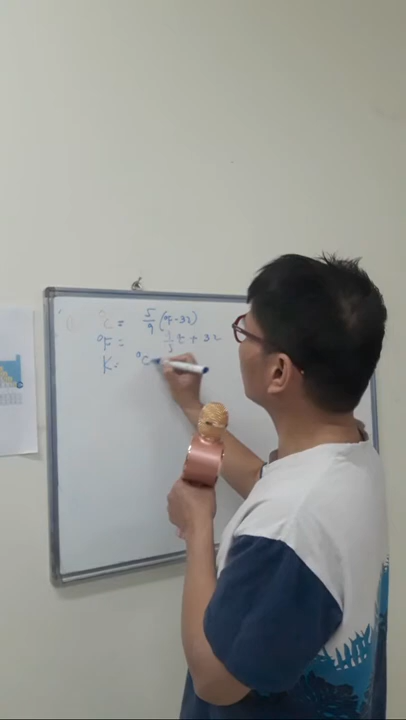 °C = 5/9 (°F-32)
°F = 9/5 t + 32
K = °C